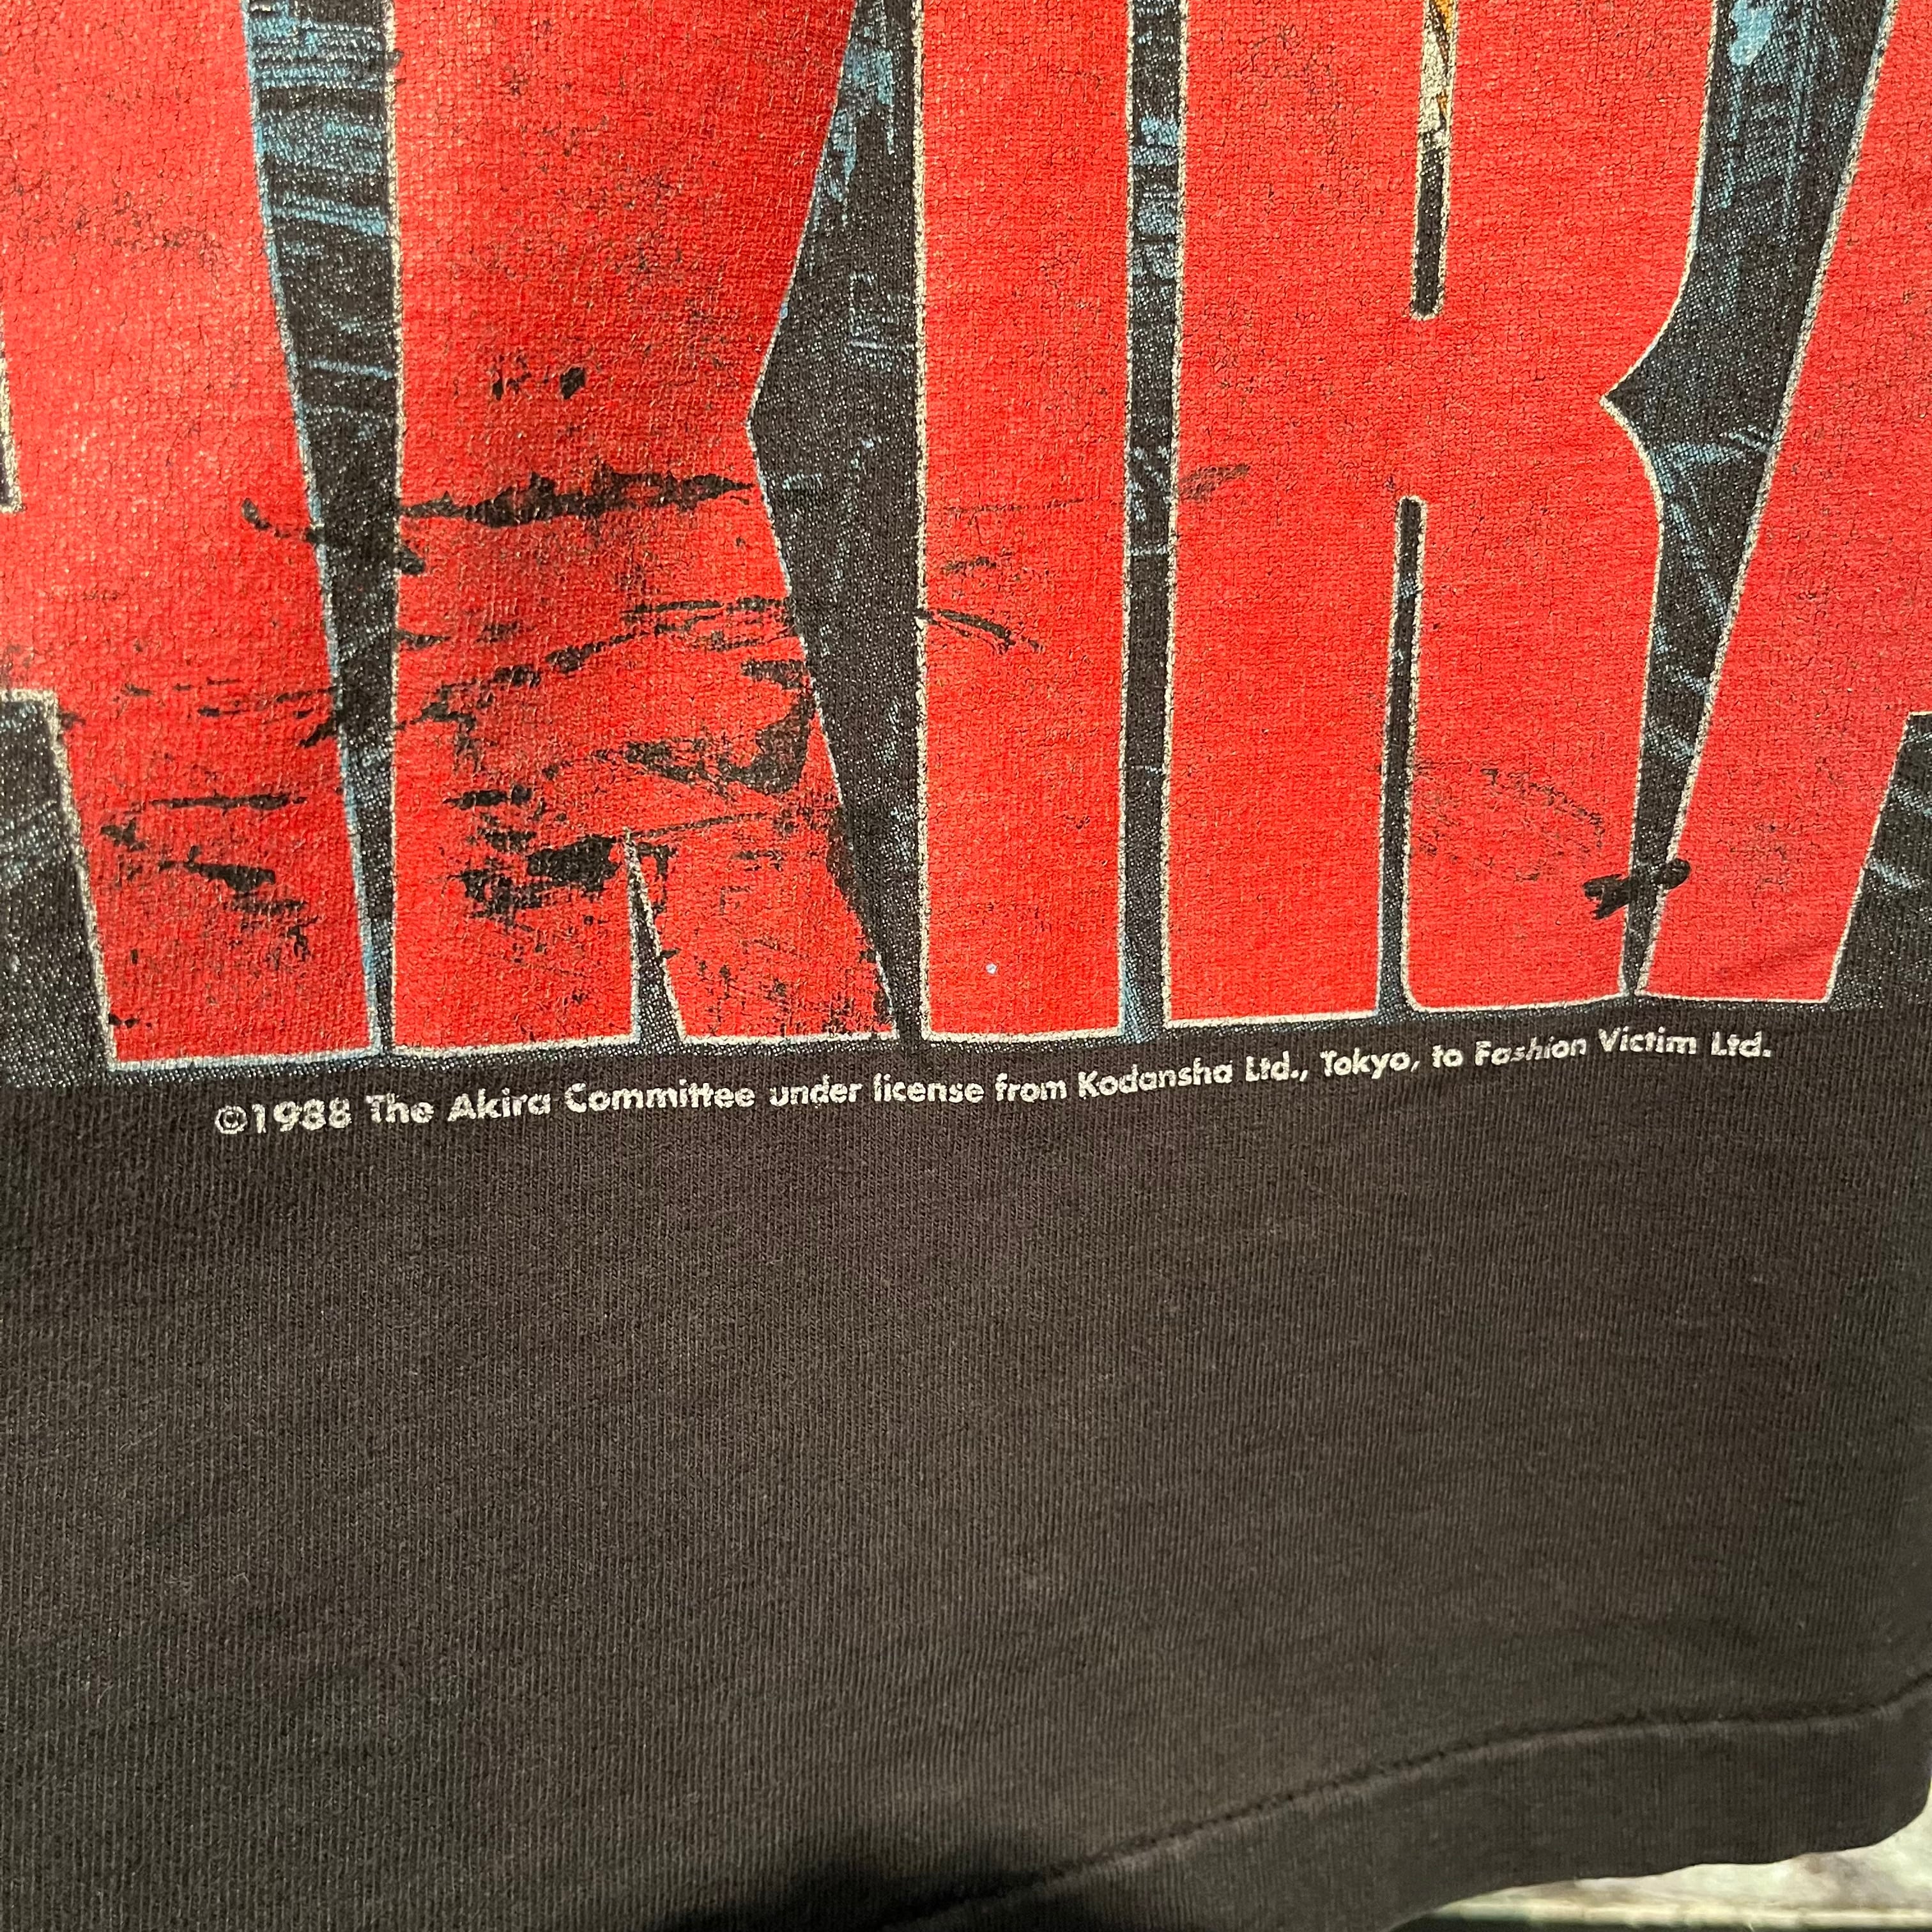 AKIRA
©1988 The Akira Committee under license from Kodansha Ltd., Tokyo, to Fashion Victim Ltd.